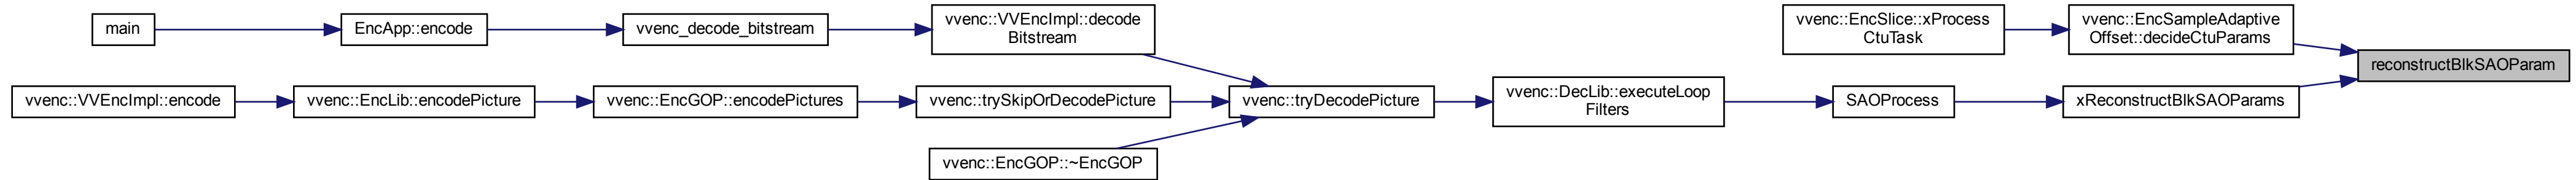 main
EncApp::encode
vvenc_decode_bitstream
vvenc::VVEncImpl::decode
Bitstream
vvenc::EncSlice::xProcess
CtuTask
vvenc::EncSampleAdaptive
Offset::decideCtuParams
reconstructBlkSAOParam
vvenc::VVEncImpl::encode
vvenc::EncLib::encodePicture
vvenc::EncGOP::encodePictures
vvenc::trySkipOrDecodePicture
vvenc::tryDecodePicture
vvenc::DecLib::executeLoop
Filters
SAOProcess
xReconstructBlkSAOParams
vvenc::EncGOP::~EncGOP